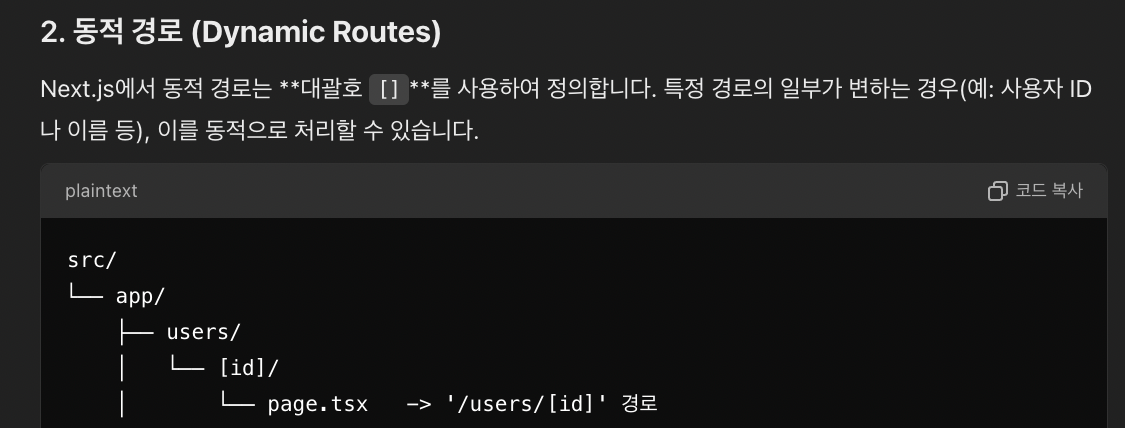 2. 동적 경로 (Dynamic Routes)
Next.js에서 동적 경로는 **대괄호 []**를 사용하여 정의합니다. 특정 경로의 일부가 변하는 경우(예: 사용자 ID
나 이름 등), 이를 동적으로 처리할 수 있습니다.
plaintext 코드 복사
src/
└── app/
    ├── users/
    │   └── [id]/
    │       └── page.tsx   -> '/users/[id]' 경로